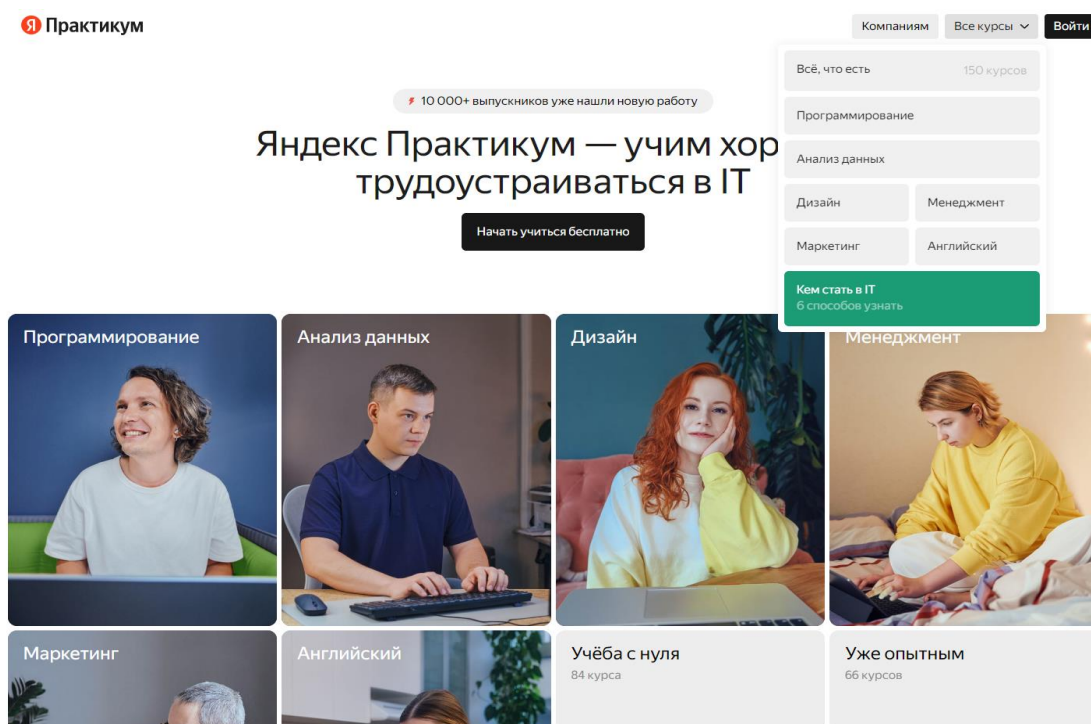 Я Практикум
Компаниям
Все курсы
Войти
Всё, что есть 150 курсов
Программирование
Анализ данных
Дизайн
Менеджмент
Маркетинг
Английский
Кем стать в IT
6 способов узнать
10 000+ выпускников уже нашли новую работу
Яндекс Практикум — учим хор
трудоустраиваться в IT
Начать учиться бесплатно
Программирование
Анализ данных
Дизайн
Менеджмент
Маркетинг
Английский
Учёба с нуля
84 курса
Уже опытным
66 курсов